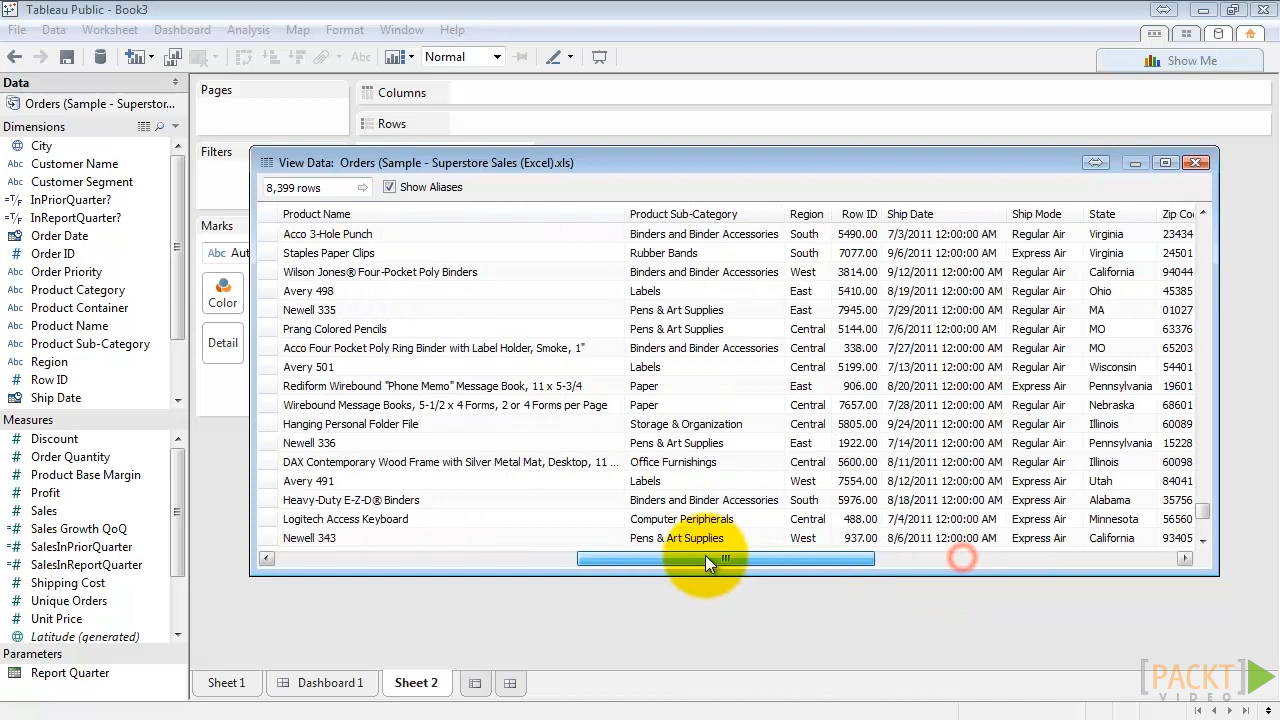 Tableau Public - Book3
File Data Worksheet Dashboard Analysis Map Format Window Help
Abc Normal Show Me
Data
Orders (Sample - Superstor...
Dimensions
City
Abc Customer Name
Abc Customer Segment
=T/F InPriorQuarter?
=T/F InReportQuarter?
Order Date
# Order ID
Abc Order Priority
Abc Product Category
Abc Product Container
Abc Product Name
Abc Product Sub-Category
Abc Region
# Row ID
Ship Date
Measures
# Discount
# Order Quantity
# Product Base Margin
# Profit
# Sales
=# Sales Growth QoQ
=# SalesInPriorQuarter
=# SalesInReportQuarter
# Shipping Cost
# Unique Orders
# Unit Price
Latitude (generated)
Parameters
Report Quarter
Pages
Columns
Rows
Filters
Marks
Abc Aut
Color
Detail
View Data: Orders (Sample - Superstore Sales (Excel).xls)
8,399 rows Show Aliases
Product Name Product Sub-Category Region Row ID Ship Date Ship Mode State Zip Co
Acco 3-Hole Punch Binders and Binder Accessories South 5490.00 7/3/2011 12:00:00 AM Regular Air Virginia 23434
Staples Paper Clips Rubber Bands South 7077.00 9/6/2011 12:00:00 AM Express Air Virginia 24501
Wilson Jones® Four-Pocket Poly Binders Binders and Binder Accessories West 3814.00 9/12/2011 12:00:00 AM Regular Air California 94044
Avery 498 Labels East 5410.00 8/19/2011 12:00:00 AM Regular Air Ohio 45385
Newell 335 Pens & Art Supplies East 7945.00 7/29/2011 12:00:00 AM Regular Air MA 01027
Prang Colored Pencils Pens & Art Supplies Central 5144.00 7/6/2011 12:00:00 AM Regular Air MO 63376
Acco Four Pocket Poly Ring Binder with Label Holder, Smoke, 1" Binders and Binder Accessories Central 338.00 7/27/2011 12:00:00 AM Regular Air MO 65203
Avery 501 Labels Central 5199.00 7/13/2011 12:00:00 AM Regular Air Wisconsin 54401
Rediform Wirebound "Phone Memo" Message Book, 11 x 5-3/4 Paper East 906.00 8/20/2011 12:00:00 AM Express Air Pennsylvania 19601
Wirebound Message Books, 5-1/2 x 4 Forms, 2 or 4 Forms per Page Paper Central 7657.00 7/28/2011 12:00:00 AM Regular Air Nebraska 68601
Hanging Personal Folder File Storage & Organization Central 5805.00 9/24/2011 12:00:00 AM Regular Air Illinois 60089
Newell 336 Pens & Art Supplies East 1922.00 7/14/2011 12:00:00 AM Regular Air Pennsylvania 15228
DAX Contemporary Wood Frame with Silver Metal Mat, Desktop, 11 ... Office Furnishings Central 5600.00 8/11/2011 12:00:00 AM Regular Air Illinois 60098
Avery 491 Labels West 7554.00 8/12/2011 12:00:00 AM Express Air Utah 84041
Heavy-Duty E-Z-D® Binders Binders and Binder Accessories South 5976.00 8/18/2011 12:00:00 AM Express Air Alabama 35756
Logitech Access Keyboard Computer Peripherals Central 488.00 7/4/2011 12:00:00 AM Express Air Minnesota 56560
Newell 343 Pens & Art Supplies West 937.00 8/6/2011 12:00:00 AM Express Air California 93405
Sheet 1 Dashboard 1 Sheet 2
[PACKT]
VIDEO